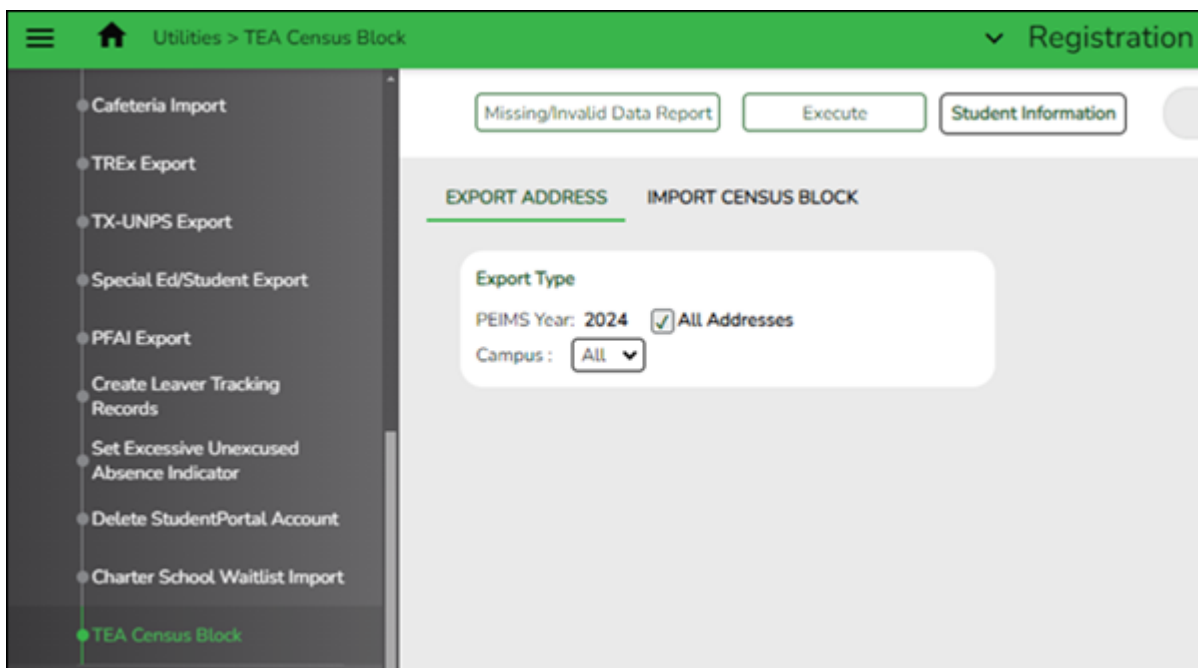 Utilities > TEA Census Block
Registration
Cafeteria Import
TREx Export
TX-UNPS Export
Special Ed/Student Export
PFAI Export
Create Leaver Tracking
Records
Set Excessive Unexcused
Absence Indicator
Delete StudentPortal Account
Charter School Waitlist Import
TEA Census Block
Missing/Invalid Data Report
Execute
Student Information
EXPORT ADDRESS
IMPORT CENSUS BLOCK
Export Type
PEIMS Year: 2024 All Addresses
Campus : All